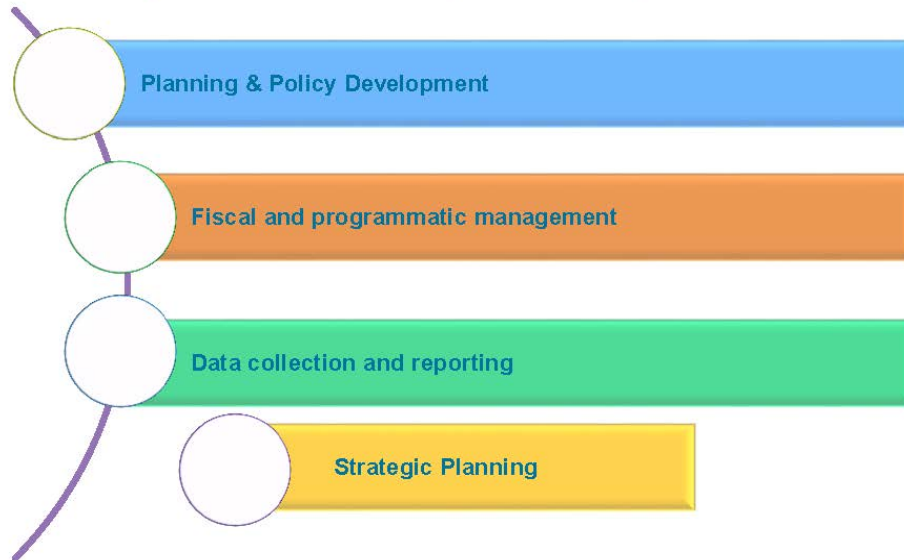 Planning & Policy Development
Fiscal and programmatic management
Data collection and reporting
Strategic Planning